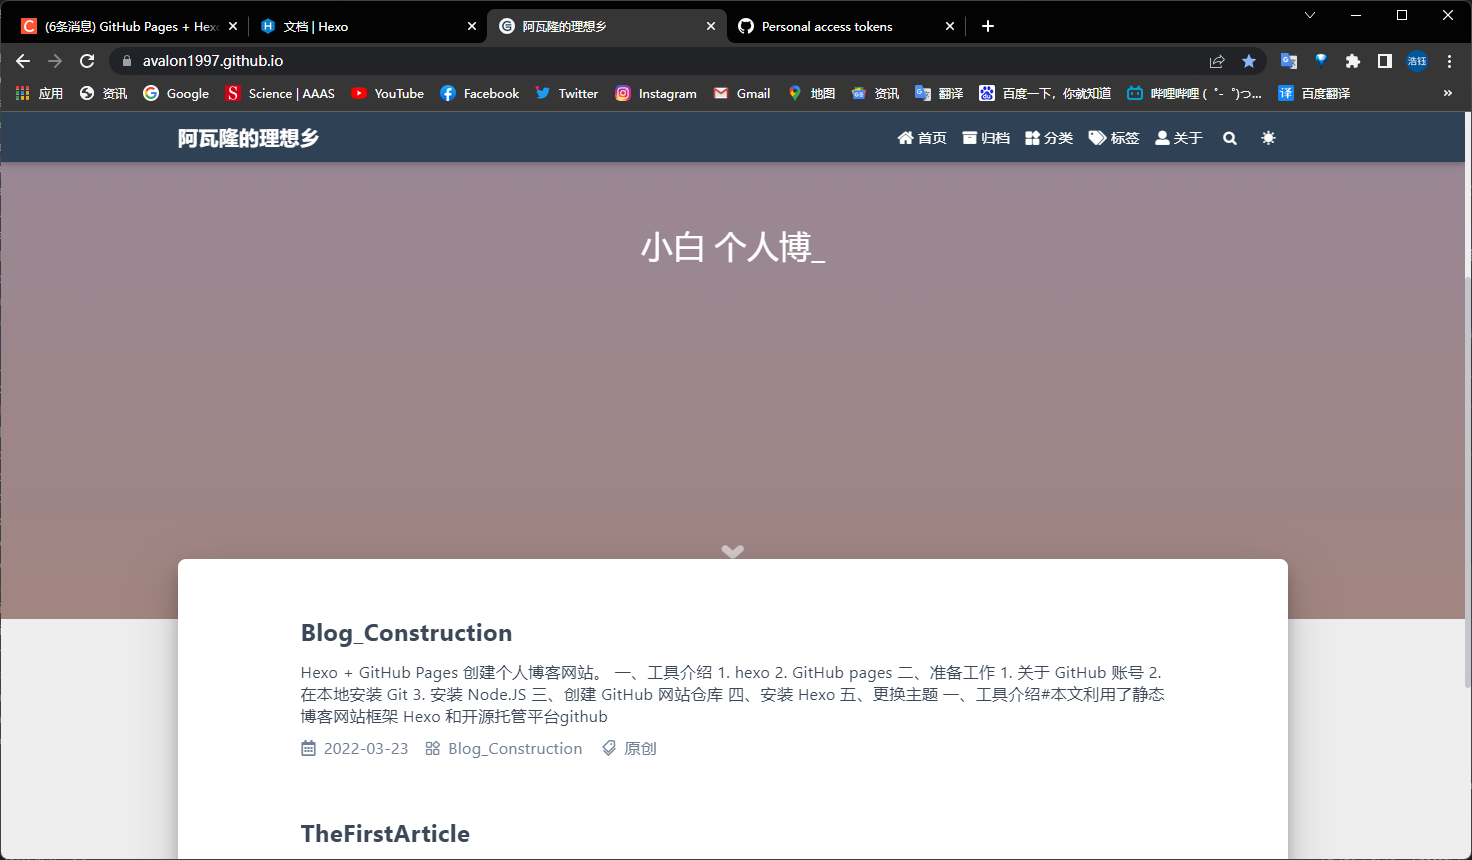 (6条消息) GitHub Pages + Hexo
文档 | Hexo
阿瓦隆的理想乡
Personal access tokens
avalon1997.github.io
浩钰
应用
资讯
Google
Science | AAAS
YouTube
Facebook
Twitter
Instagram
Gmail
地图
资讯
翻译
百度一下，你就知道
哔哩哔哩 (゜-゜)つ...
译 百度翻译
阿瓦隆的理想乡
首页
归档
分类
标签
关于
小白 个人博_
Blog_Construction
Hexo + GitHub Pages 创建个人博客网站。 一、工具介绍 1. hexo 2. GitHub pages 二、准备工作 1. 关于 GitHub 账号 2.
在本地安装 Git 3. 安装 Node.JS 三、创建 GitHub 网站仓库 四、安装 Hexo 五、更换主题 一、工具介绍#本文利用了静态
博客网站框架 Hexo 和开源托管平台github
2022-03-23 Blog_Construction 原创
TheFirstArticle